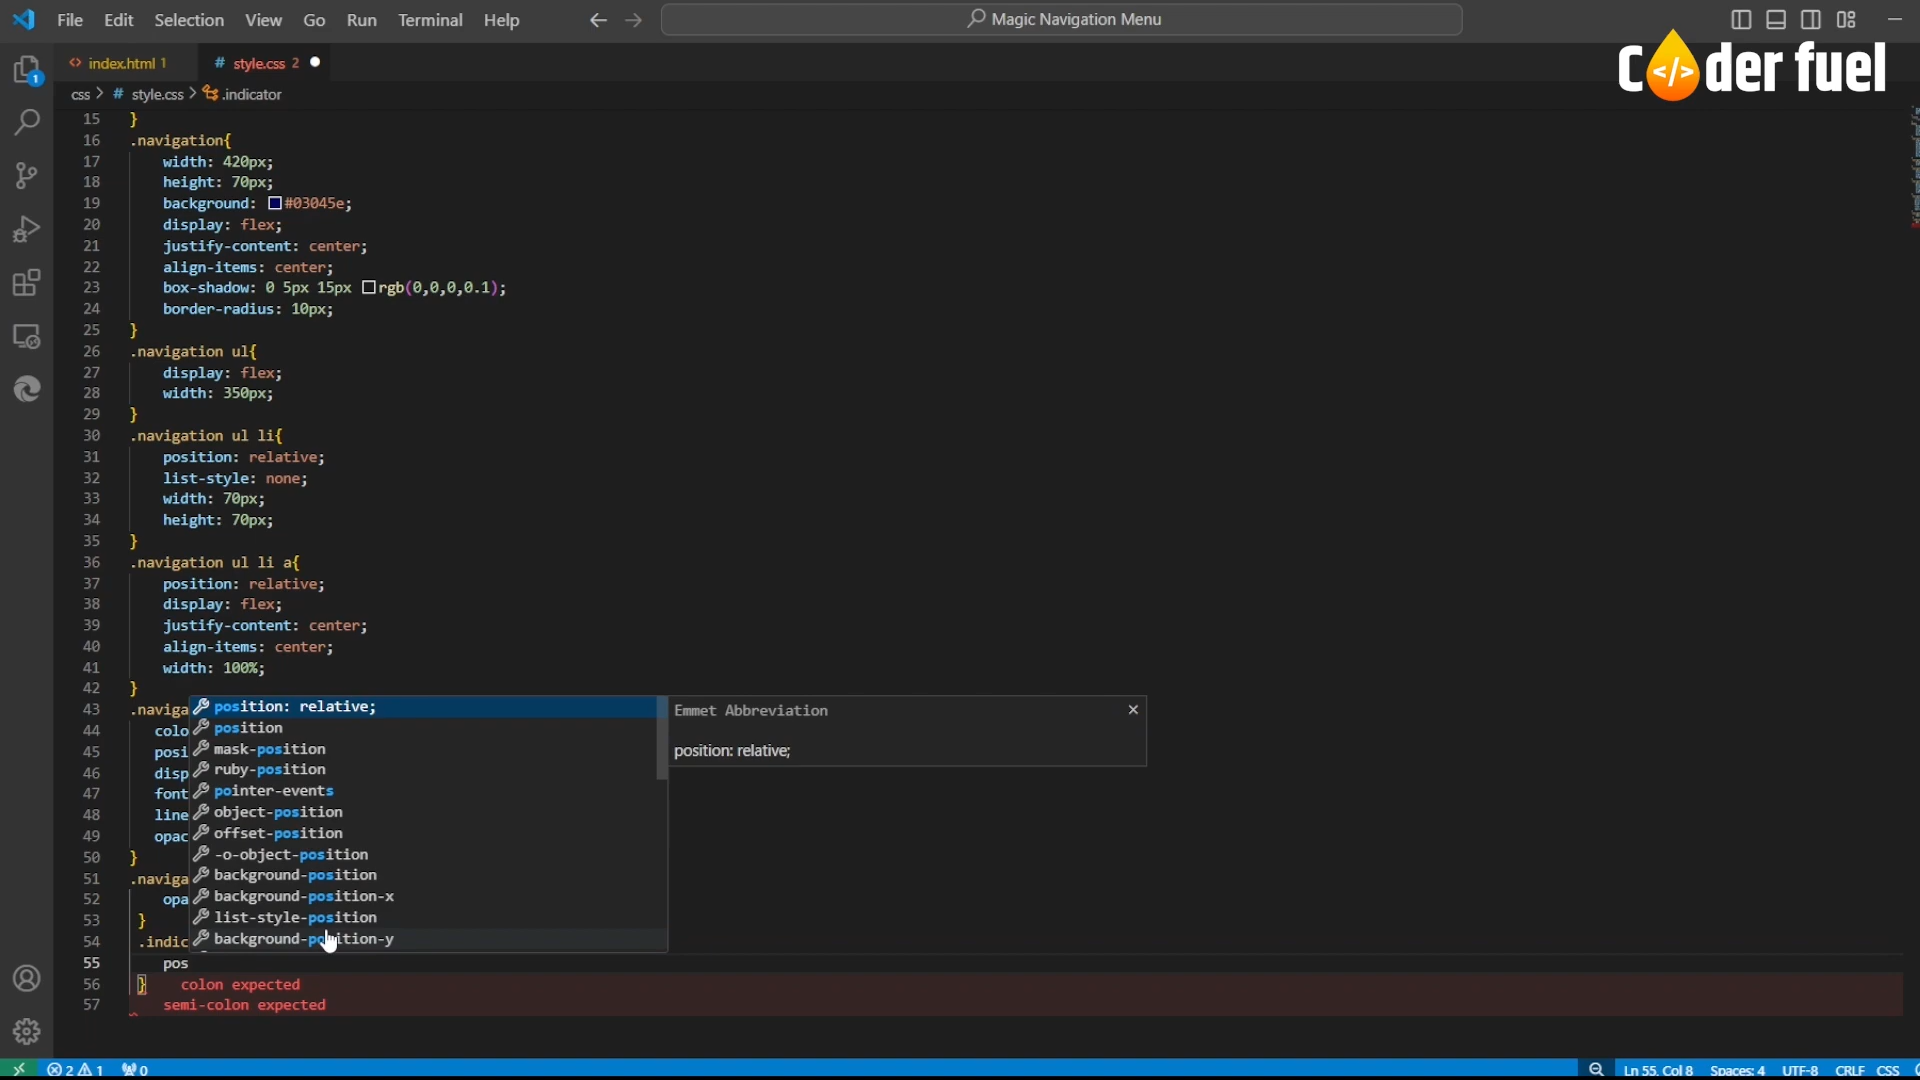 File Edit Selection View Go Run Terminal Help
Magic Navigation Menu
C</>der fuel
index.html 1
# style.css 2
css > # style.css > .indicator
15 }
16 .navigation{
17 width: 420px;
18 height: 70px;
19 background: #03045e;
20 display: flex;
21 justify-content: center;
22 align-items: center;
23 box-shadow: 0 5px 15px rgb(0,0,0,0.1);
24 border-radius: 10px;
25 }
26 .navigation ul{
27 display: flex;
28 width: 350px;
29 }
30 .navigation ul li{
31 position: relative;
32 list-style: none;
33 width: 70px;
34 height: 70px;
35 }
36 .navigation ul li a{
37 position: relative;
38 display: flex;
39 justify-content: center;
40 align-items: center;
41 width: 100%;
42 }
43 .naviga
44 colo
45 posi
46 disp
47 font
48 line
49 opac
50 }
51 .naviga
52 opa
53 }
54 .indic
55 pos
56 } colon expected
57 semi-colon expected
position: relative;
position
mask-position
ruby-position
pointer-events
object-position
offset-position
-o-object-position
background-position
background-position-x
list-style-position
background-position-y
Emmet Abbreviation
position: relative;
1
2 1 0
Ln 55, Col 8 Spaces: 4 UTF-8 CRLF CSS